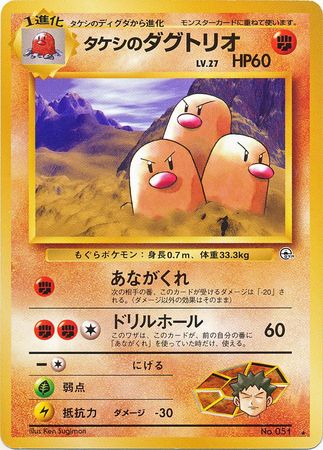 1進化
タケシのディグダから進化
モンスターカードに重ねて使います。
タケシのダグトリオ
LV.27 HP60
もぐらポケモン：身長0.7m、体重33.3kg
あながくれ
次の相手の番、このカードが受けるダメージは「-20」さ
れる。（ダメージ以外の効果はそのまま）
ドリルホール 60
このワザは、このカードが、前の自分の番に
「あながくれ」を使っていた時だけ、使える。
にげる
弱点
抵抗力 ダメージ -30
Illus. Ken Sugimori
No.051